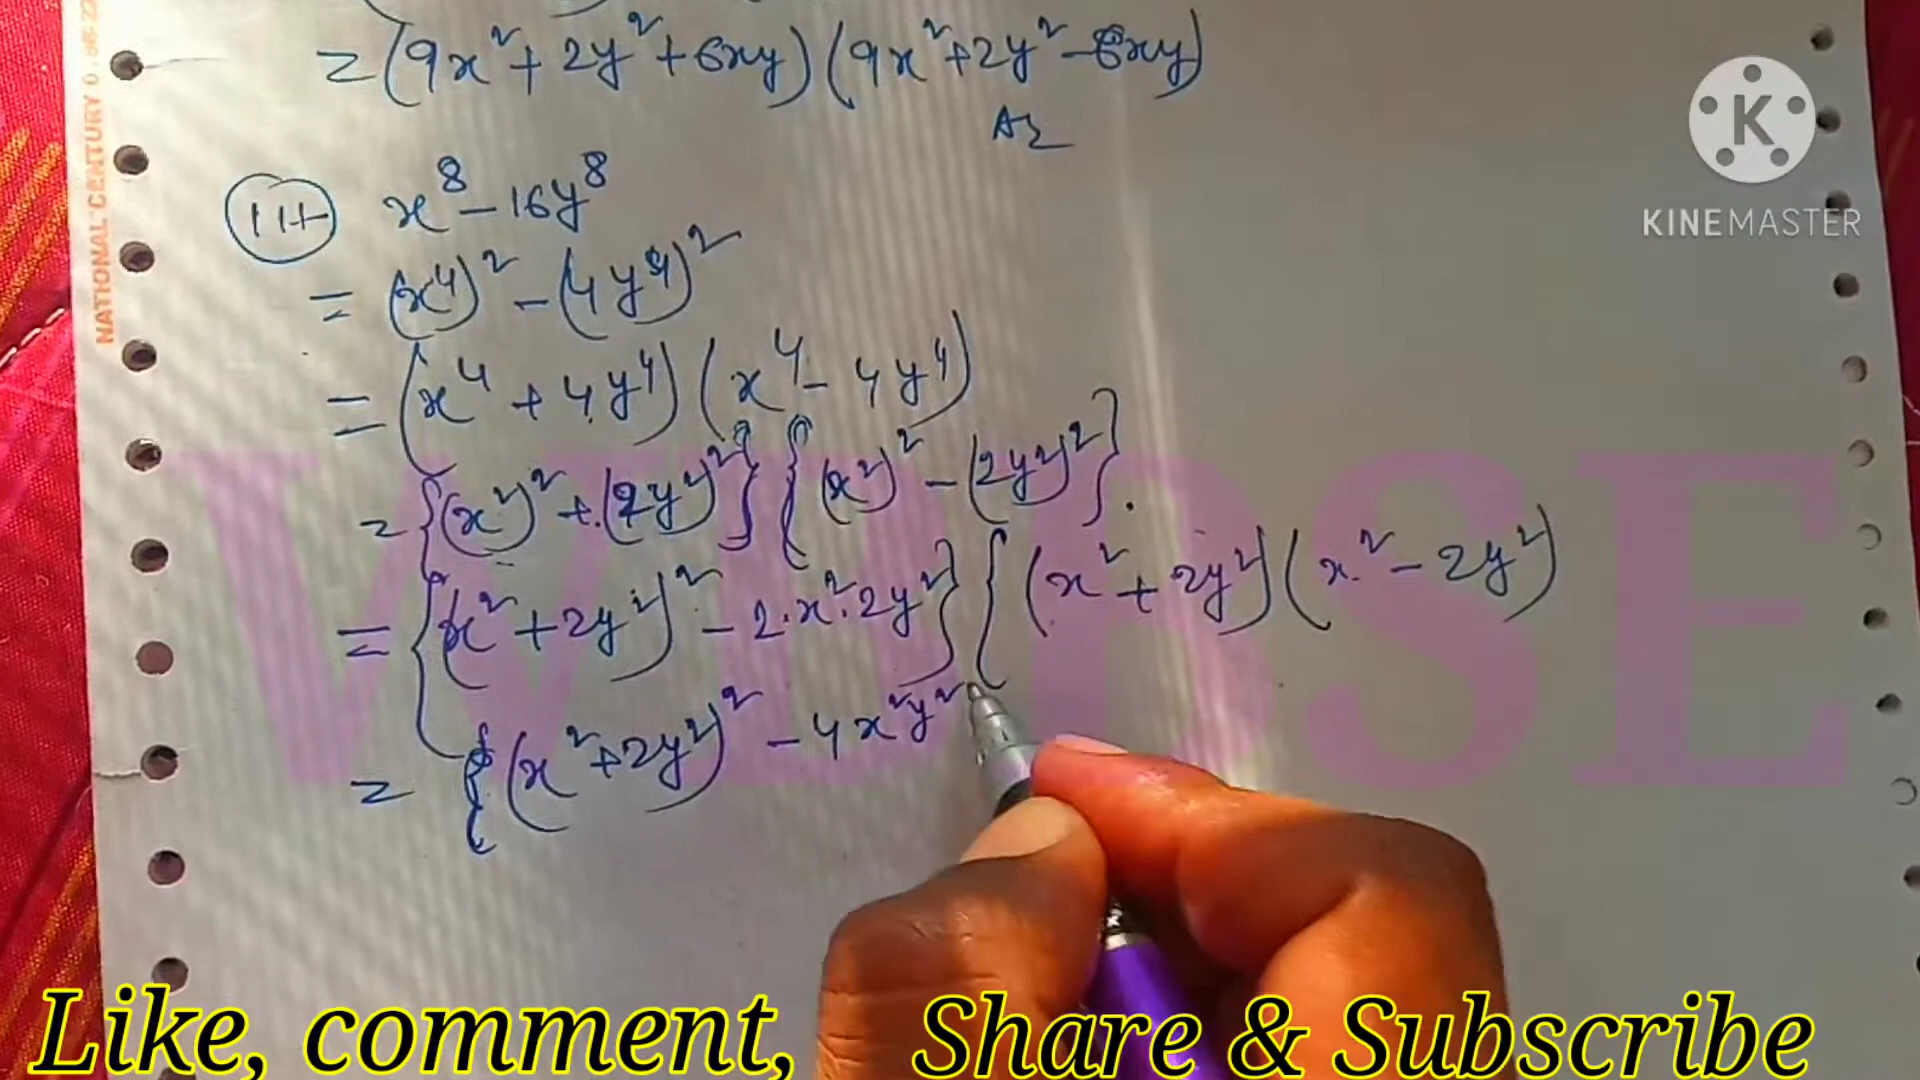 = (9x² + 2y² + 6xy) (9x² + 2y² - 6xy)
III x⁸ - 16y⁸
= (x⁴)² - (4y⁴)²
= (x⁴ + 4y⁴) (x⁴ - 4y⁴)
= {(x²)² + (2y²)²} {(x²)² - (2y²)²}.
= {(x² + 2y²)² - 2·x²·2y²} {(x² + 2y²) (x² - 2y²)
= {(x² + 2y²)² - 4x²y²
NATIONAL CENTURY
K
KINEMASTER
WBBSE
Like, comment, Share & Subscribe